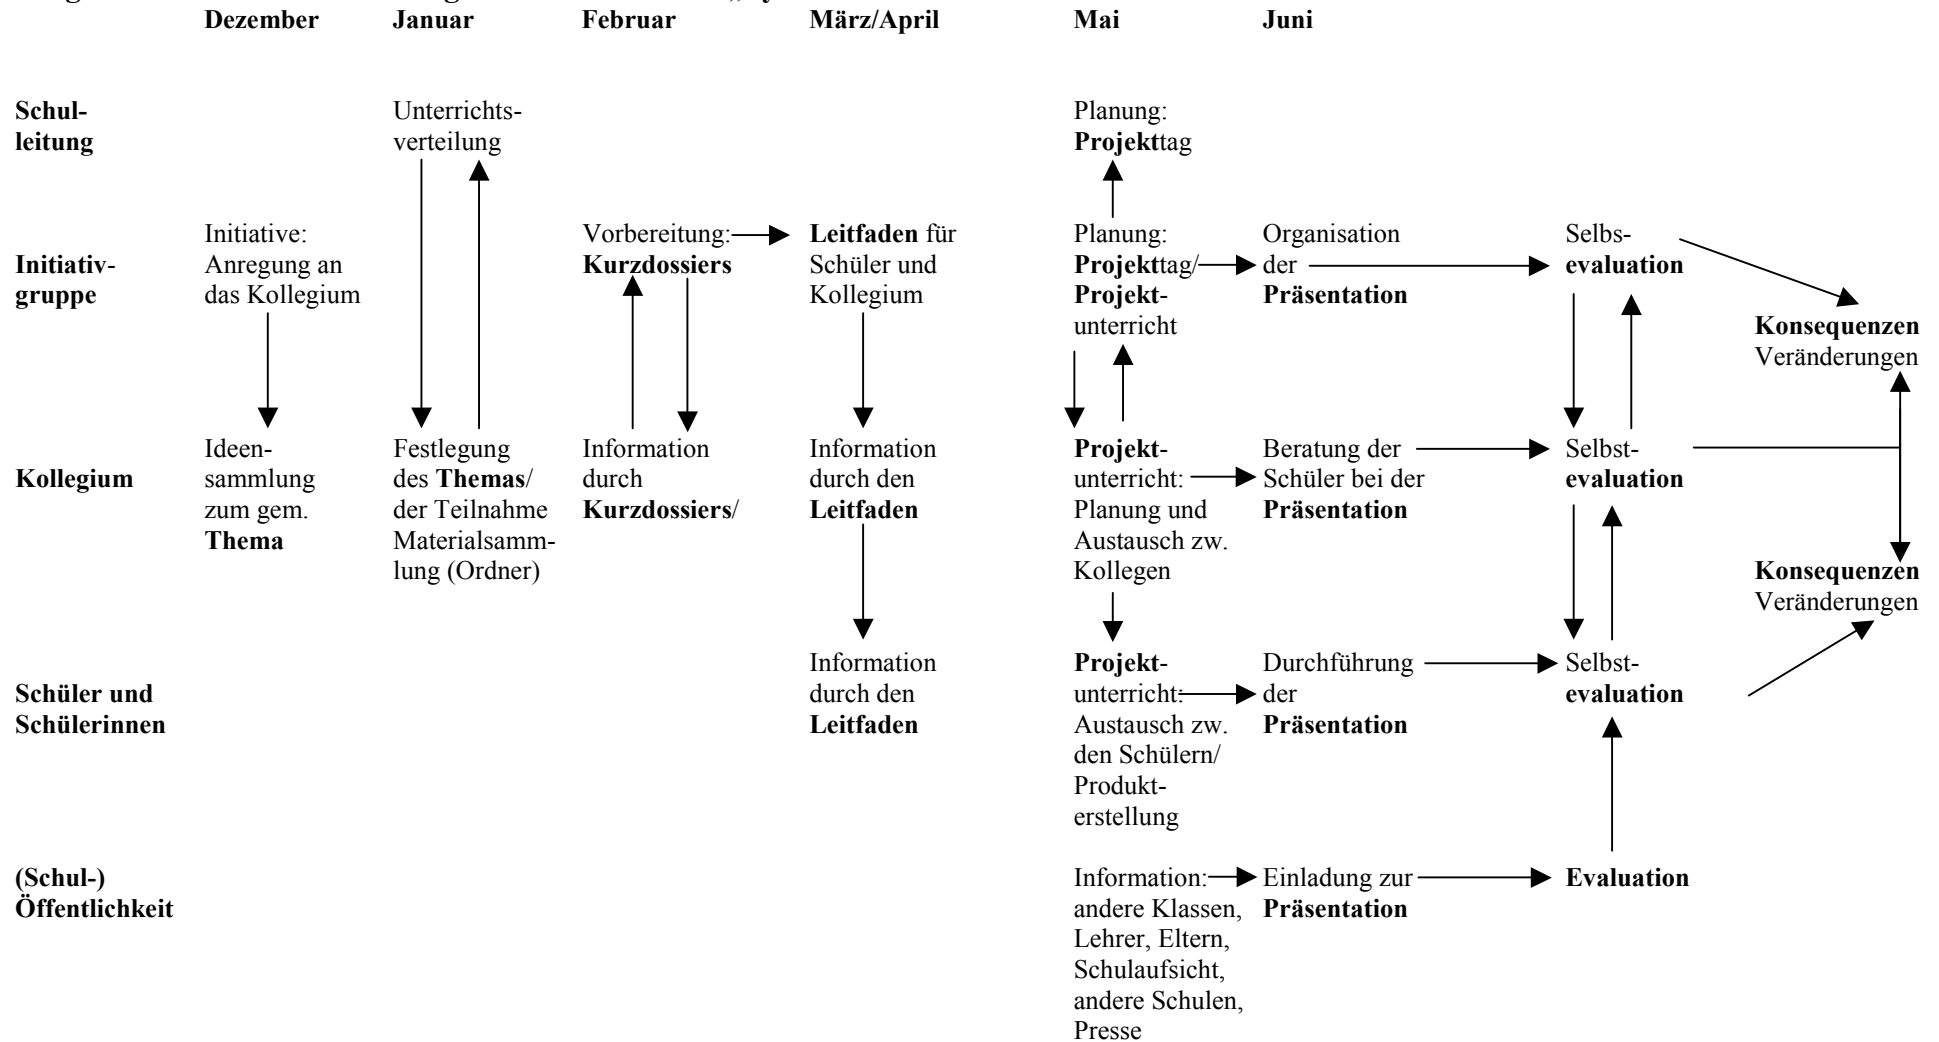 Dezember Januar Februar März/April Mai Juni
Schul-
leitung
Unterrichts-
verteilung
Planung:
Projekttag
Initiativ-
gruppe
Initiative:
Anregung an
das Kollegium
Vorbereitung:
Kurzdossiers
Leitfaden für
Schüler und
Kollegium
Planung:
Projekttag/
Projekt-
unterricht
Organisation
der
Präsentation
Selbs-
evaluation
Konsequenzen
Veränderungen
Kollegium
Ideen-
sammlung
zum gem.
Thema
Festlegung
des Themas/
der Teilnahme
Materialsamm-
lung (Ordner)
Information
durch
Kurzdossiers/
Information
durch den
Leitfaden
Projekt-
unterricht:
Planung und
Austausch zw.
Kollegen
Beratung der
Schüler bei der
Präsentation
Selbst-
evaluation
Konsequenzen
Veränderungen
Schüler und
Schülerinnen
Information
durch den
Leitfaden
Projekt-
unterricht:
Austausch zw.
den Schülern/
Produkt-
erstellung
Durchführung
der
Präsentation
Selbst-
evaluation
(Schul-)
Öffentlichkeit
Information:
andere Klassen,
Lehrer, Eltern,
Schulaufsicht,
andere Schulen,
Presse
Einladung zur
Präsentation
Evaluation